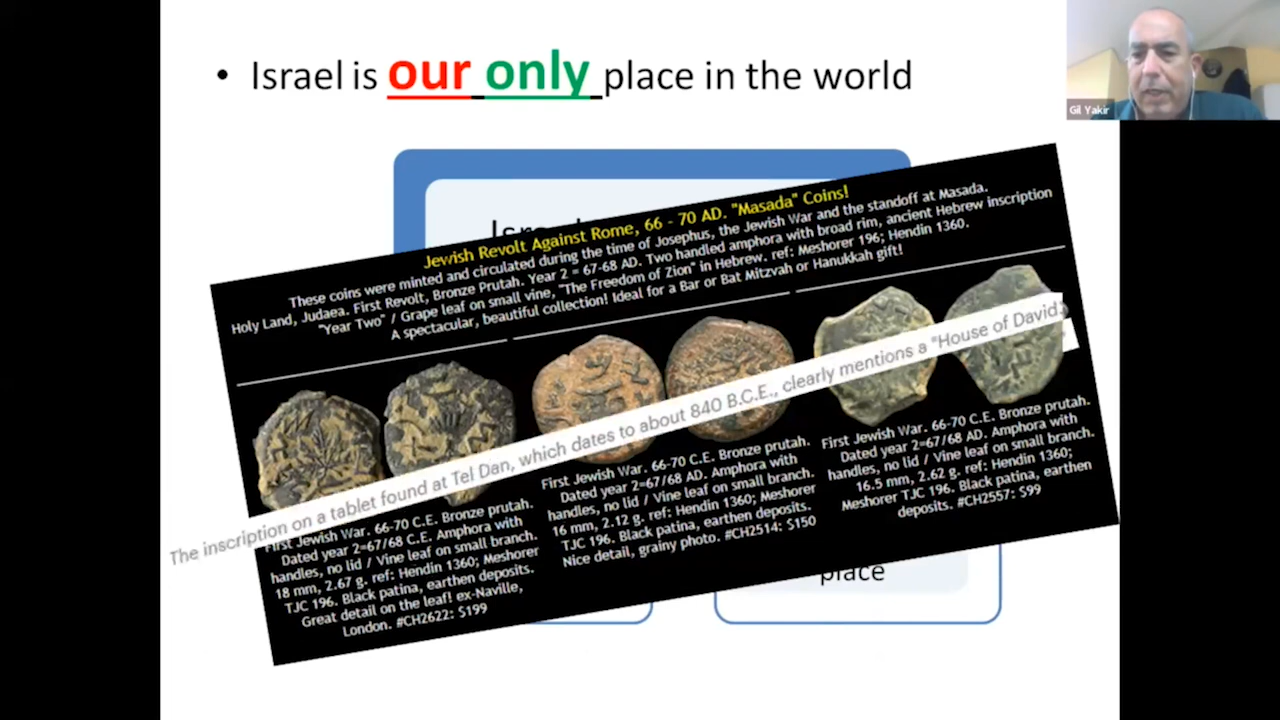 • Israel is our only place in the world
Gil Yakir
Jewish Revolt Against Rome, 66 - 70 AD. "Masada" Coins!
These coins were minted and circulated during the time of Josephus, the Jewish War and the standoff at Masada.
Holy Land, Judaea. First Revolt, Bronze Prutah. Year 2 = 67-68 AD. Two handled amphora with broad rim, ancient Hebrew inscription
"Year Two" / Grape leaf on small vine, "The Freedom of Zion" in Hebrew. ref: Meshorer 196; Hendin 1360.
A spectacular, beautiful collection! Ideal for a Bar or Bat Mitzvah or Hanukkah gift!
The inscription on a tablet found at Tel Dan, which dates to about 840 B.C.E., clearly mentions a "House of David.
First Jewish War. 66-70 C.E. Bronze prutah.
Dated year 2=67/68 C.E. Amphora with
handles, no lid / Vine leaf on small branch.
18 mm, 2.67 g. ref: Hendin 1360; Meshorer
TJC 196. Black patina, earthen deposits.
Great detail on the leaf! ex-Naville,
London. #CH2622: $199
First Jewish War. 66-70 C.E. Bronze prutah.
Dated year 2=67/68 AD. Amphora with
handles, no lid / Vine leaf on small branch.
16 mm, 2.12 g. ref: Hendin 1360; Meshorer
TJC 196. Black patina, earthen deposits.
Nice detail, grainy photo. #CH2514: $150
First Jewish War. 66-70 C.E. Bronze prutah.
Dated year 2=67/68 AD. Amphora with
handles, no lid / Vine leaf on small branch.
16.5 mm, 2.62 g. ref: Hendin 1360;
Meshorer TJC 196. Black patina, earthen
deposits. #CH2557: $99
place